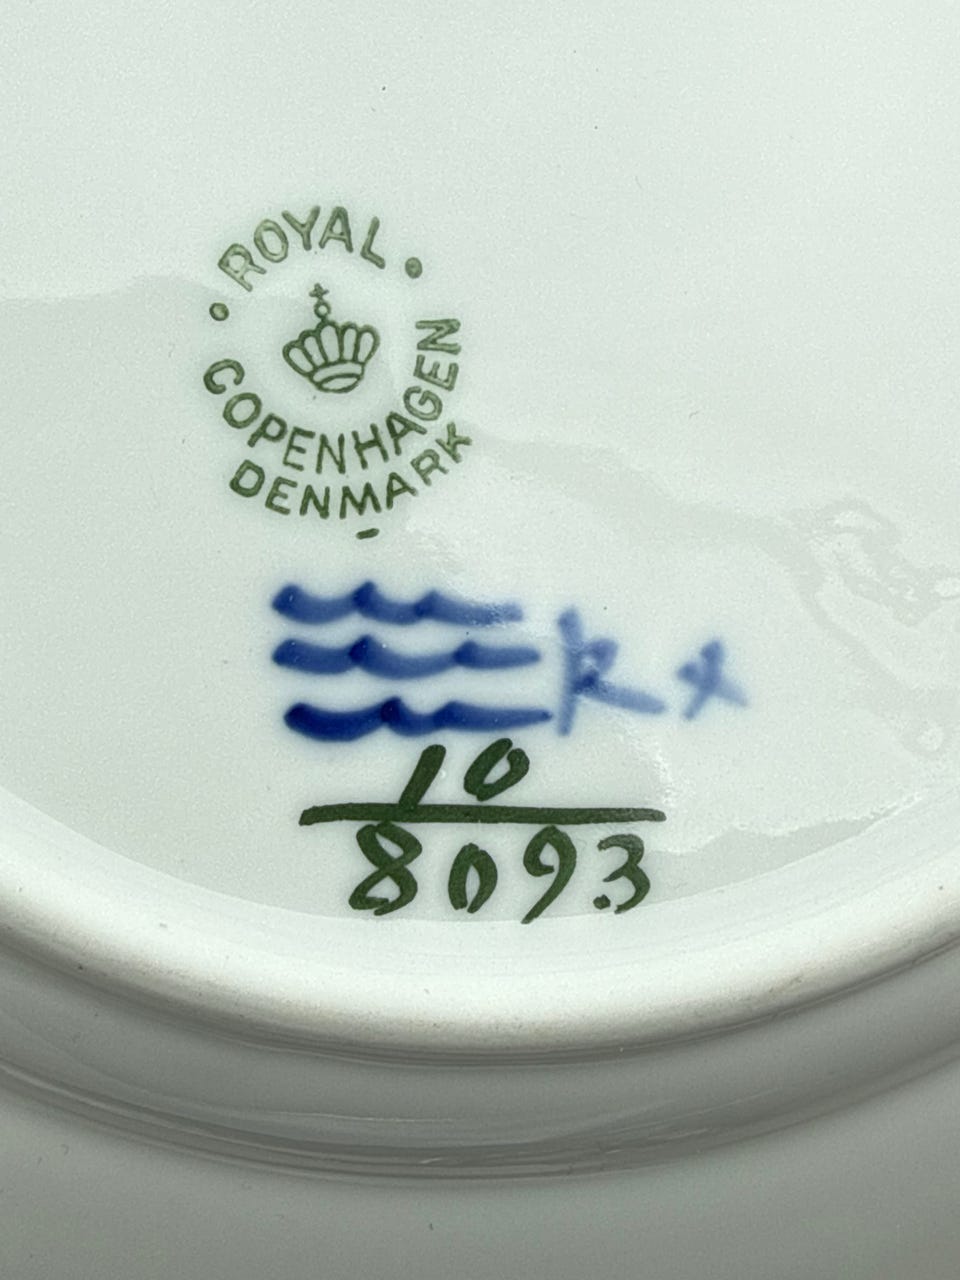 ROYAL
COPENHAGEN
DENMARK
10
8093